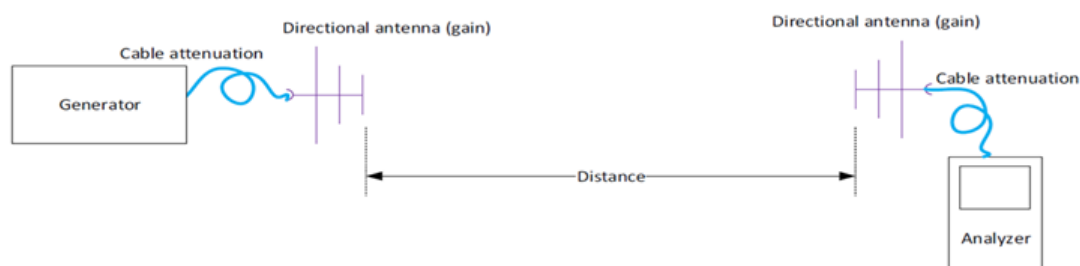 Directional antenna (gain)
Directional antenna (gain)
Cable attenuation
Cable attenuation
Generator
Distance
Analyzer